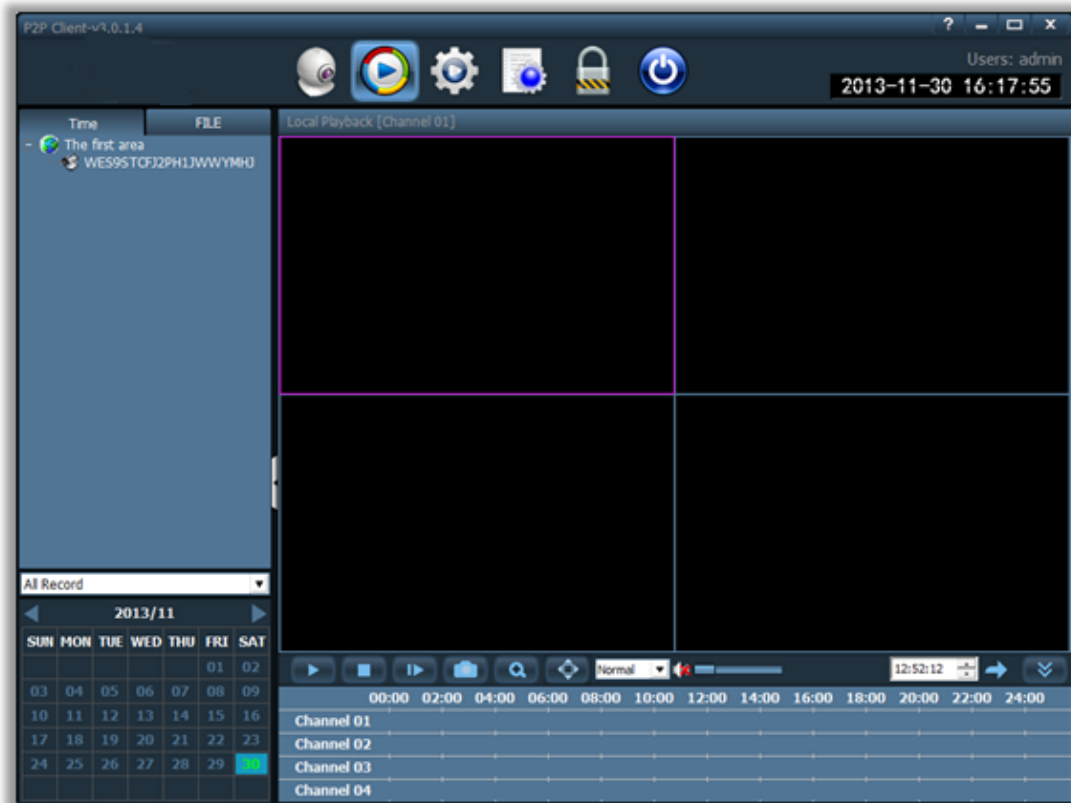 P2P Client-v3.0.1.4
?
Users: admin
2013-11-30 16:17:55
Time FILE
Local Playback [Channel 01]
- The first area
WES9STCFJ2PH1JWWYMHJ
All Record
2013/11
SUN MON TUE WED THU FRI SAT
01 02
03 04 05 06 07 08 09
10 11 12 13 14 15 16
17 18 19 20 21 22 23
24 25 26 27 28 29 30
Normal
12:52:12
00:00 02:00 04:00 06:00 08:00 10:00 12:00 14:00 16:00 18:00 20:00 22:00 24:00
Channel 01
Channel 02
Channel 03
Channel 04